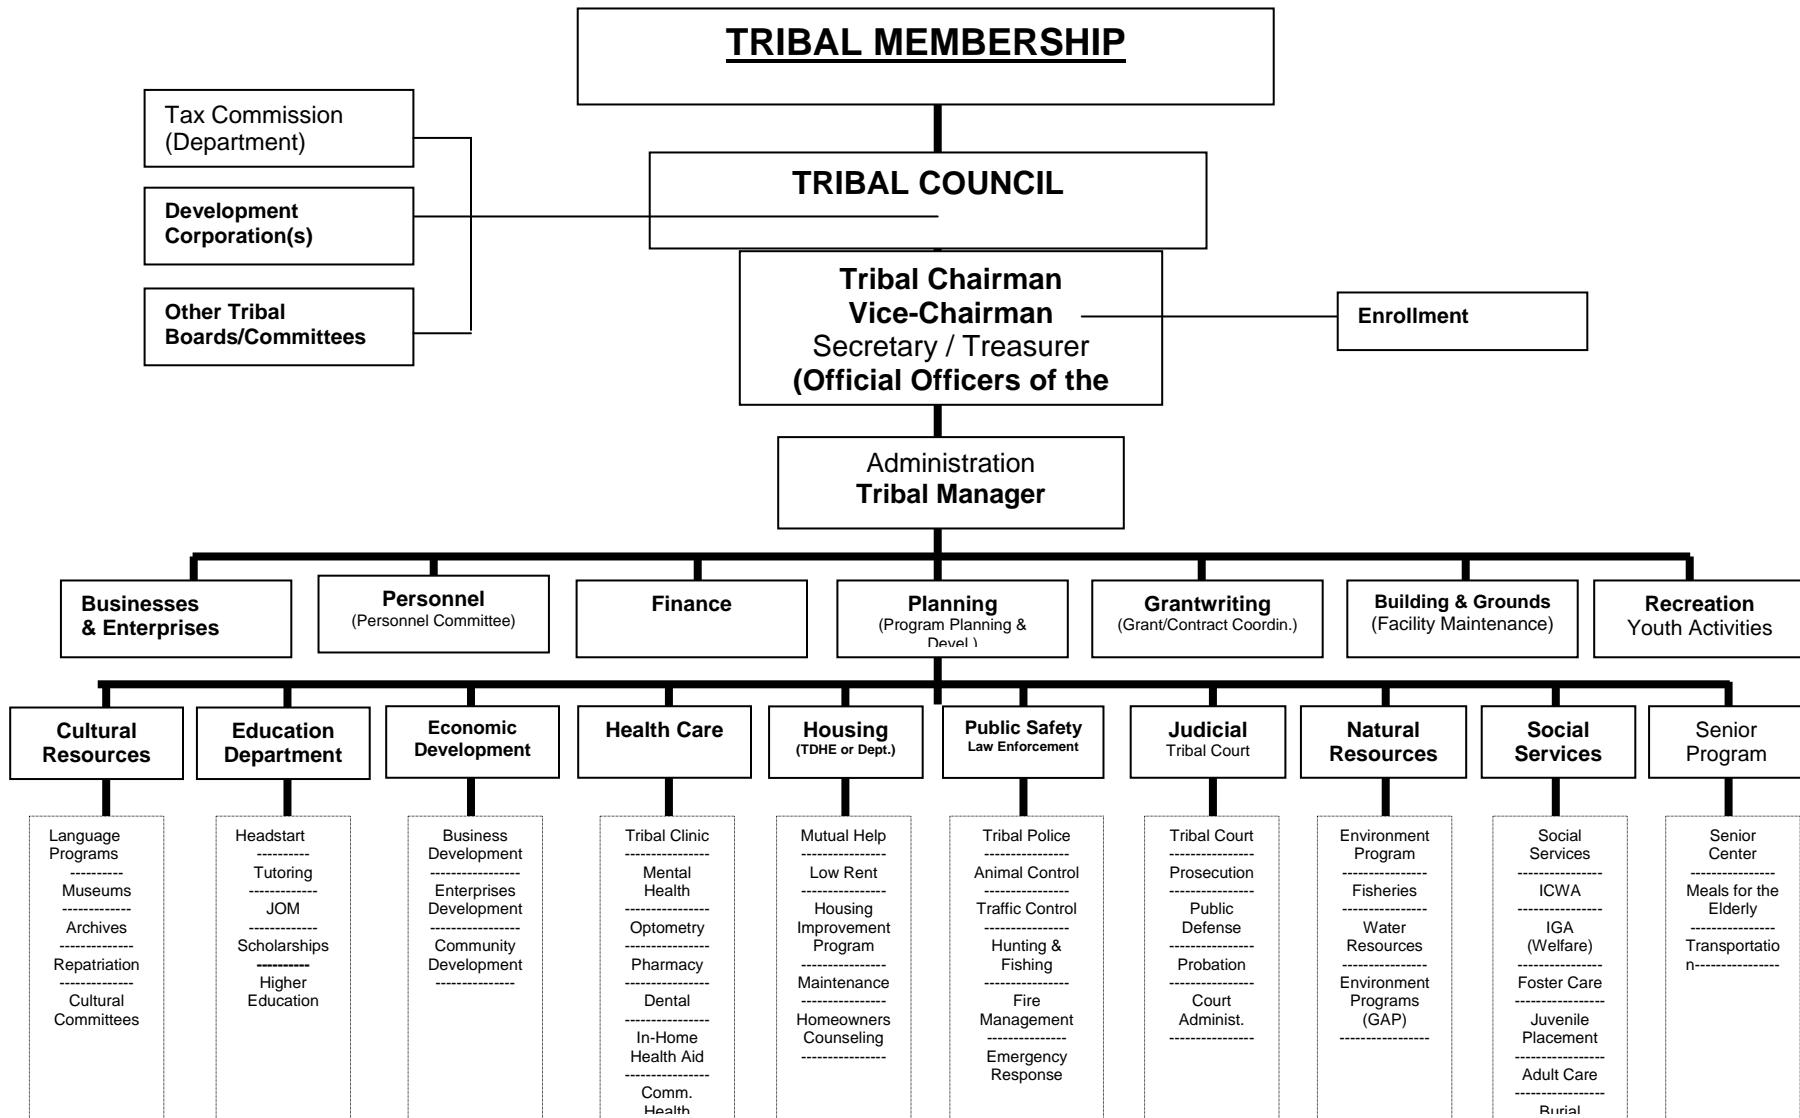 TRIBAL MEMBERSHIP
Tax Commission
(Department)
TRIBAL COUNCIL
Development
Corporation(s)
Tribal Chairman
Vice-Chairman
Secretary / Treasurer
(Official Officers of the
Other Tribal
Boards/Committees
Enrollment
Administration
Tribal Manager
Businesses
& Enterprises
Personnel
(Personnel Committee)
Finance
Planning
(Program Planning &
Devel.)
Grantwriting
(Grant/Contract Coordin.)
Building & Grounds
(Facility Maintenance)
Recreation
Youth Activities
Cultural
Resources
Education
Department
Economic
Development
Health Care
Housing
(TDHE or Dept.)
Public Safety
Law Enforcement
Judicial
Tribal Court
Natural
Resources
Social
Services
Senior
Program
Language
Programs
----------
Museums
-------------
Archives
--------------
Repatriation
--------------
Cultural
Committees
Headstart
----------
Tutoring
-------------
JOM
-------------
Scholarships
----------
Higher
Education
Business
Development
-----------------
Enterprises
Development
-----------------
Community
Development
---------------
Tribal Clinic
----------------
Mental
Health
----------------
Optometry
----------------
Pharmacy
----------------
Dental
----------------
In-Home
Health Aid
----------------
Comm.
Health
Mutual Help
----------------
Low Rent
----------------
Housing
Improvement
Program
----------------
Maintenance
----------------
Homeowners
Counseling
----------------
Tribal Police
----------------
Animal Control
----------------
Traffic Control
----------------
Hunting &
Fishing
----------------
Fire
Management
---------------
Emergency
Response
Tribal Court
----------------
Prosecution
----------------
Public
Defense
----------------
Probation
----------------
Court
Administ.
----------------
Environment
Program
----------------
Fisheries
----------------
Water
Resources
----------------
Environment
Programs
(GAP)
-----------------
Social
Services
----------------
ICWA
----------------
IGA
(Welfare)
----------------
Foster Care
-----------------
Juvenile
Placement
-----------------
Adult Care
-----------------
Burial
Senior
Center
----------------
Meals for the
Elderly
----------------
Transportatio
n----------------